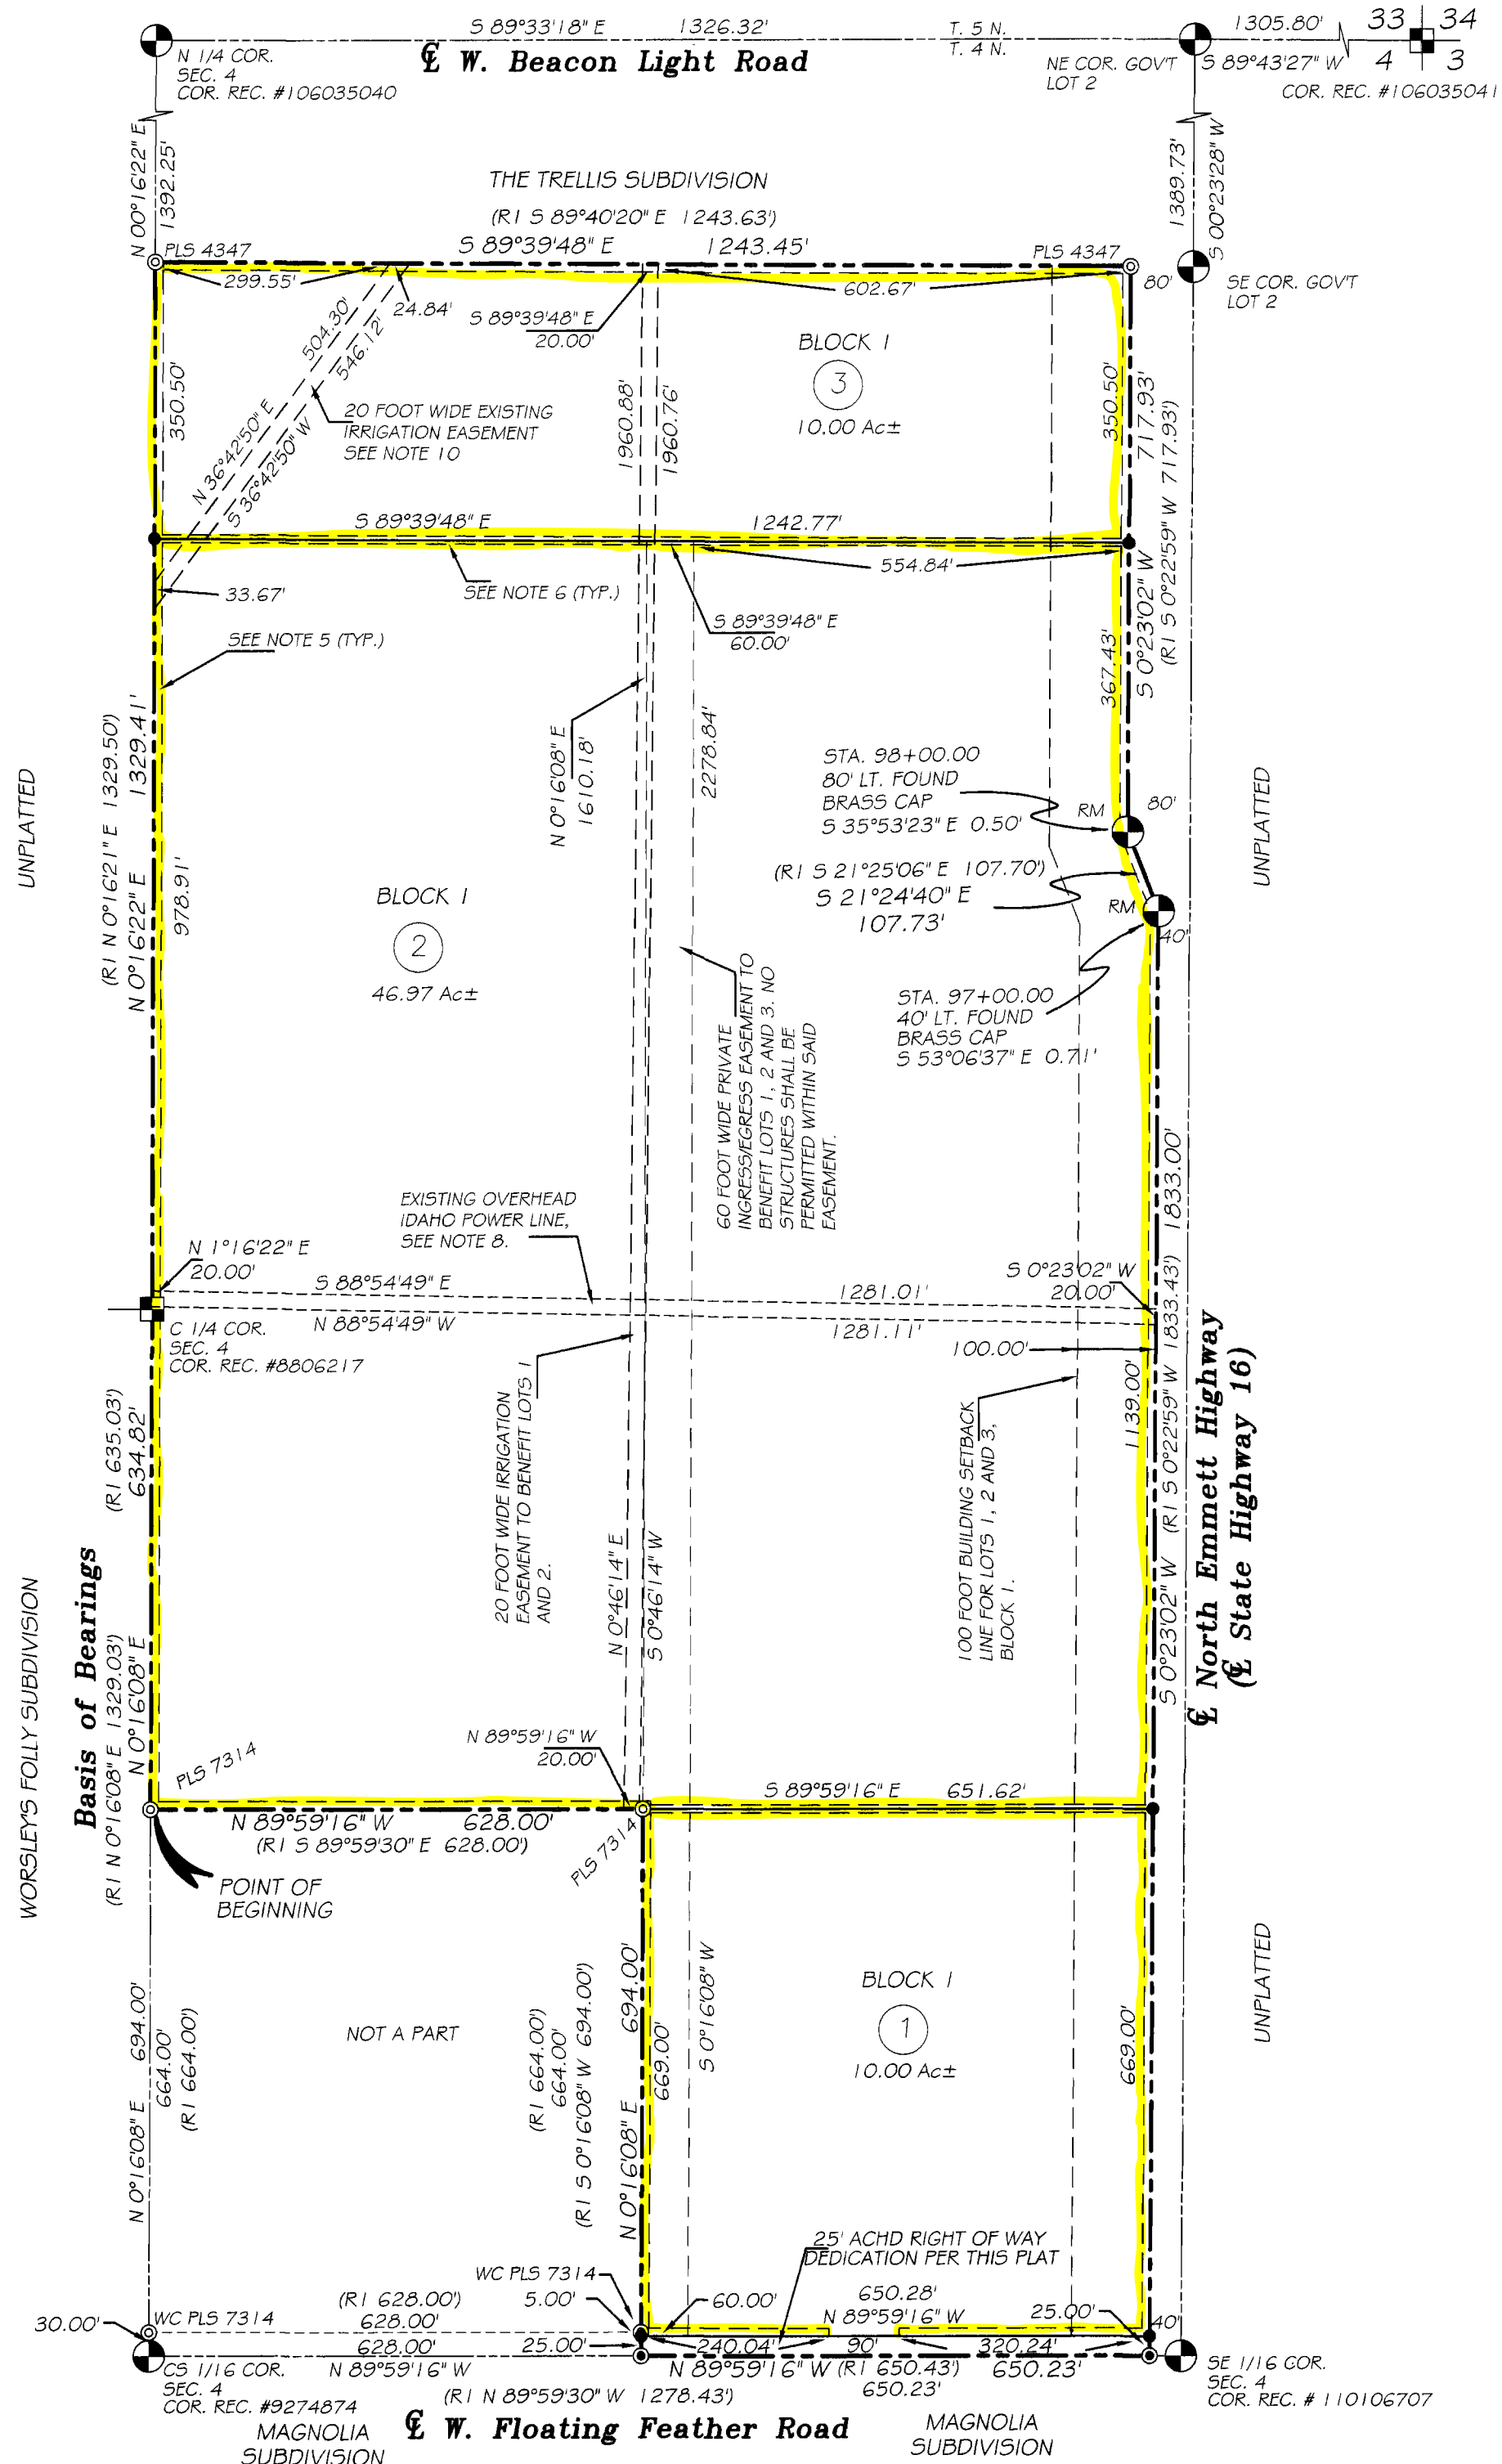 S 89°33'18" E 1326.32'
T. 5 N.
T. 4 N.
1305.80'
33 34
4 3
N 1/4 COR.
SEC. 4
COR. REC. #106035040
℄ W. Beacon Light Road
NE COR. GOV'T
LOT 2
S 89°43'27" W
COR. REC. #106035041
N 00°16'22" E
1392.25'
1389.73'
S 00°23'28" W
THE TRELLIS SUBDIVISION
(R1 S 89°40'20" E 1243.63')
S 89°39'48" E 1243.45'
PLS 4347
PLS 4347
80'
SE COR. GOV'T
LOT 2
299.55'
24.84'
S 89°39'48" E
20.00'
602.67'
BLOCK 1
3
10.00 Ac±
350.50'
504.30'
546.12'
N 36°42'50" E
S 36°42'50" W
20 FOOT WIDE EXISTING
IRRIGATION EASEMENT
SEE NOTE 10
1960.88'
1960.76'
350.50'
717.93'
S 0°23'02" W
(R1 S 0°22'59" W 717.93')
S 89°39'48" E 1242.77'
554.84'
33.67'
SEE NOTE 6 (TYP.)
S 89°39'48" E
60.00'
SEE NOTE 5 (TYP.)
367.43'
UNPLATTED
(R1 N 0°16'21" E 1329.50')
N 0°16'22" E 1329.41'
978.91'
N 0°16'08" E
1610.18'
2278.84'
STA. 98+00.00
80' LT. FOUND
BRASS CAP
S 35°53'23" E 0.50'
RM
80'
UNPLATTED
(R1 S 21°25'06" E 107.70')
S 21°24'40" E
107.73'
RM
40'
BLOCK 1
2
46.97 Ac±
STA. 97+00.00
40' LT. FOUND
BRASS CAP
S 53°06'37" E 0.71'
60 FOOT WIDE PRIVATE
INGRESS/EGRESS EASEMENT TO
BENEFIT LOTS 1, 2 AND 3. NO
STRUCTURES SHALL BE
PERMITTED WITHIN SAID
EASEMENT.
EXISTING OVERHEAD
IDAHO POWER LINE,
SEE NOTE 8.
N 1°16'22" E
20.00'
S 88°54'49" E
1281.01'
S 0°23'02" W
20.00'
N 88°54'49" W
1281.11'
100.00'
C 1/4 COR.
SEC. 4
COR. REC. #8806217
S 0°23'02" W 1833.00'
(R1 S 0°22'59" W 1833.43')
1139.00'
℄ North Emmett Highway
(℄ State Highway 16)
20 FOOT WIDE IRRIGATION
EASEMENT TO BENEFIT LOTS 1
AND 2.
100 FOOT BUILDING SETBACK
LINE FOR LOTS 1, 2 AND 3,
BLOCK 1.
N 0°46'14" E
S 0°46'14" W
(R1 635.03')
634.82'
WORSLEYS FOLLY SUBDIVISION
Basis of Bearings
(R1 N 0°16'08" E 1329.03')
N 0°16'08" E
PLS 7314
N 89°59'16" W
20.00'
S 89°59'16" E 651.62'
N 89°59'16" W 628.00'
(R1 S 89°59'30" E 628.00')
PLS 7314
POINT OF
BEGINNING
N 0°16'08" E 694.00'
664.00'
(R1 664.00')
NOT A PART
(R1 664.00')
664.00'
(R1 S 0°16'08" W 694.00')
N 0°16'08" E 694.00'
669.00'
S 0°16'08" W
BLOCK 1
1
10.00 Ac±
669.00'
UNPLATTED
25' ACHD RIGHT OF WAY
DEDICATION PER THIS PLAT
WC PLS 7314
5.00'
60.00'
650.28'
N 89°59'16" W
25.00'
40'
30.00'
WC PLS 7314
(R1 628.00')
628.00'
628.00'
25.00'
240.04'
90'
320.24'
CS 1/16 COR.
SEC. 4
COR. REC. #9274874
N 89°59'16" W
N 89°59'16" W (R1 650.43') 650.23'
650.23'
(R1 N 89°59'30" W 1278.43')
SE 1/16 COR.
SEC. 4
COR. REC. # 110106707
MAGNOLIA
SUBDIVISION
℄ W. Floating Feather Road
MAGNOLIA
SUBDIVISION